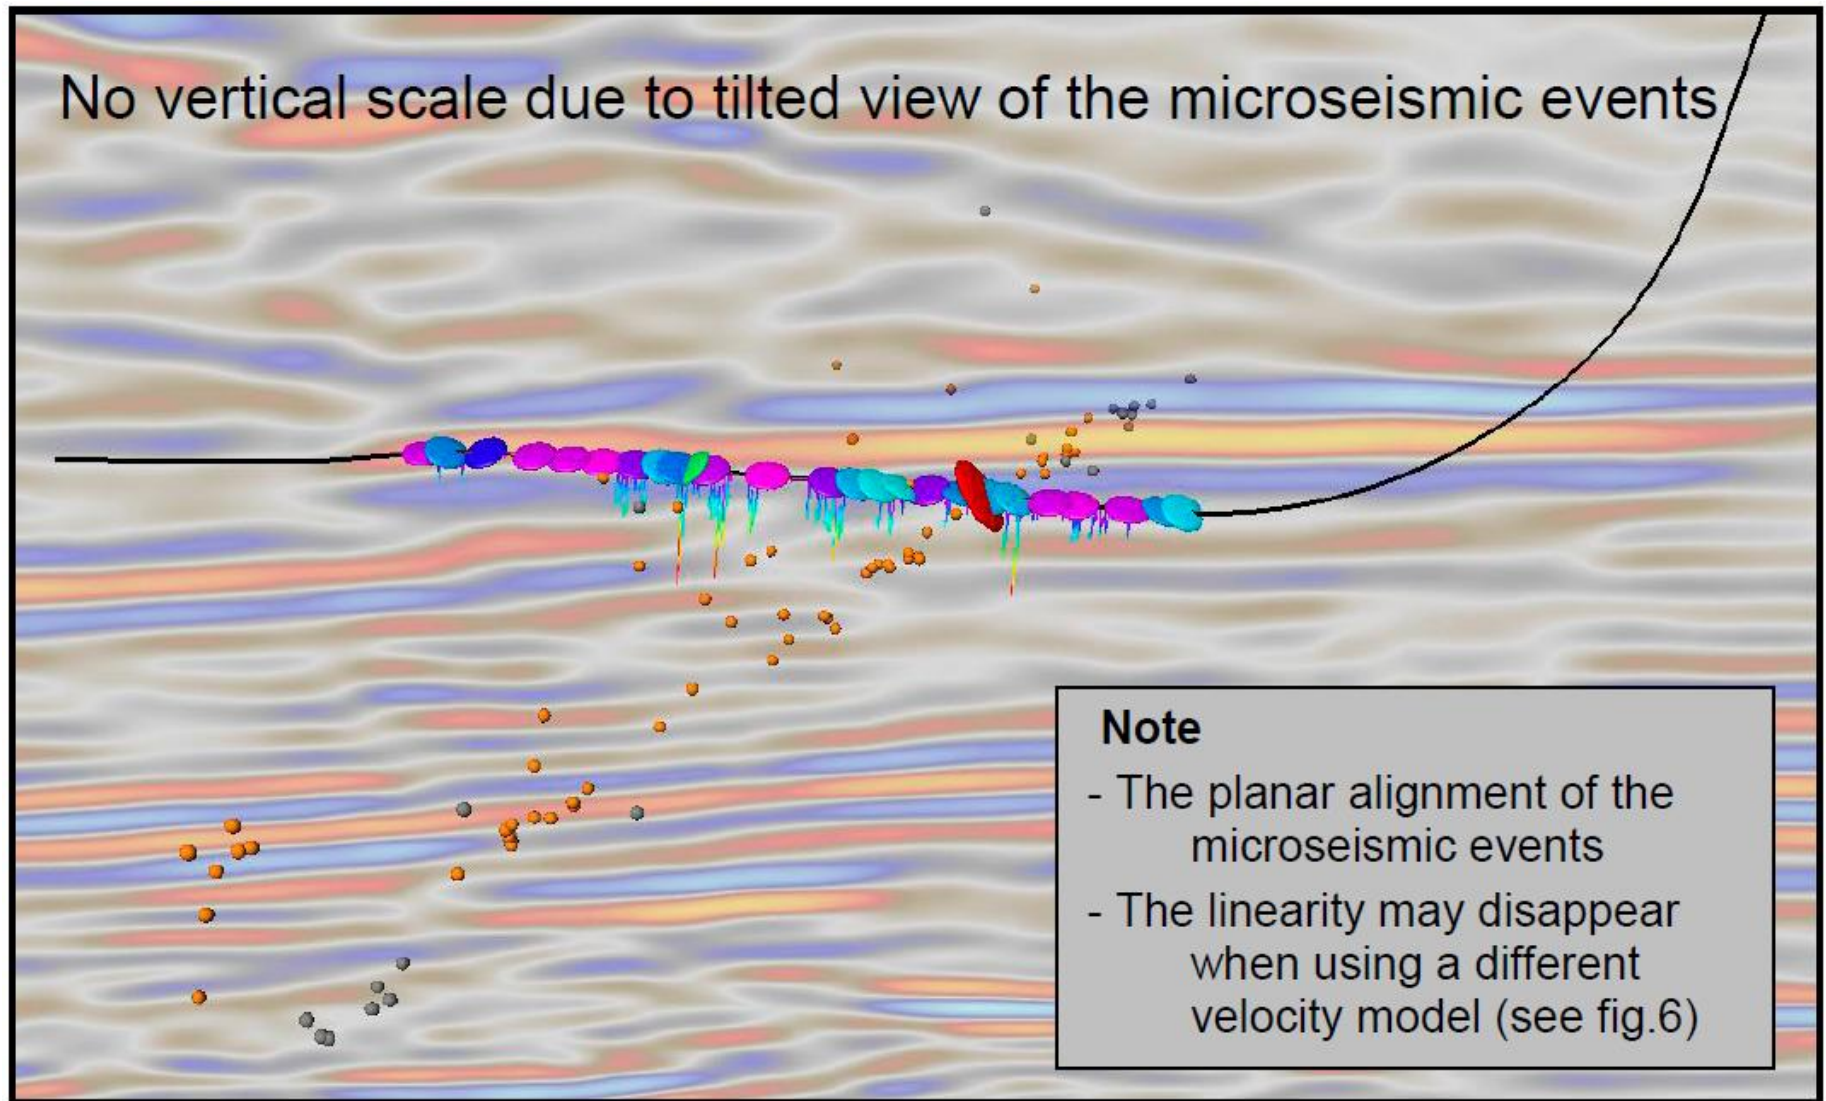 No vertical scale due to tilted view of the microseismic events
Note
- The planar alignment of the
microseismic events
- The linearity may disappear
when using a different
velocity model (see fig.6)